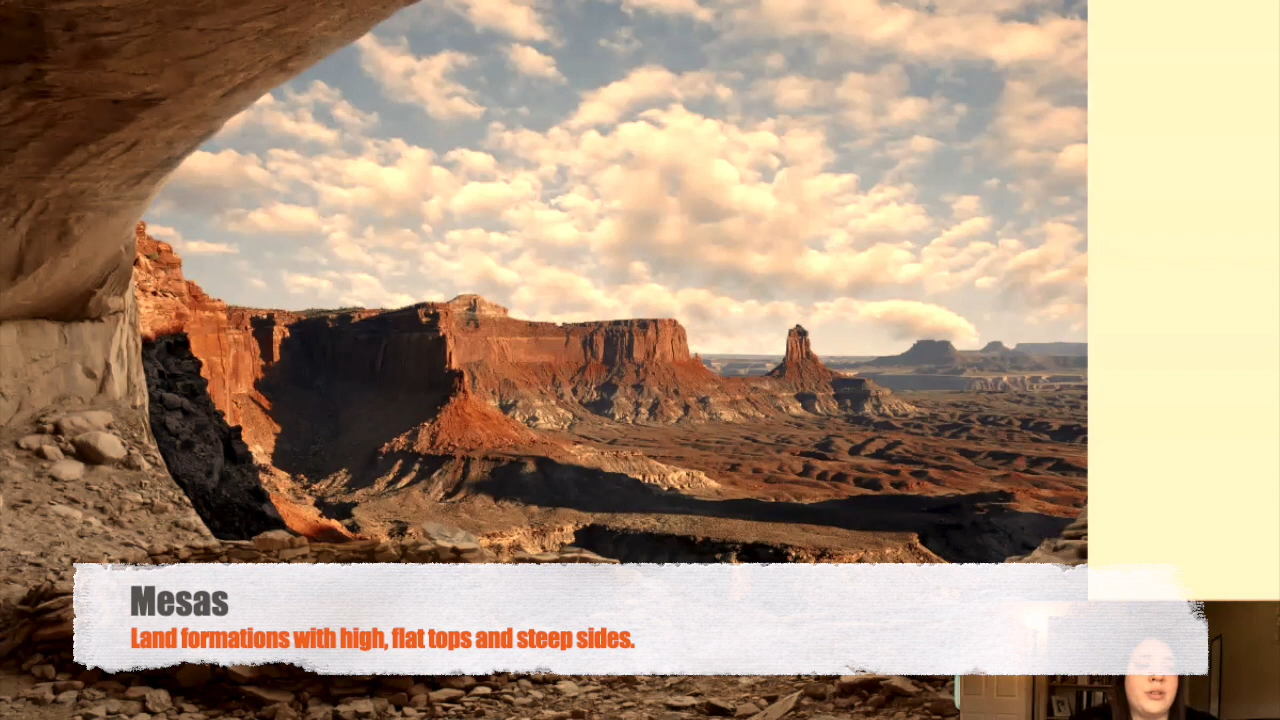 Mesas
Land formations with high, flat tops and steep sides.